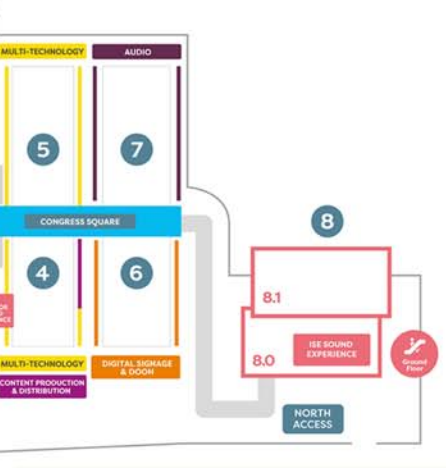 MULTI-TECHNOLOGY
AUDIO
5
7
8
CONGRESS SQUARE
4
6
8.1
8.0
ISE SOUND
EXPERIENCE
Ground
Floor
MULTI-TECHNOLOGY
DIGITAL SIGNAGE
& DOOH
CONTENT PRODUCTION
& DISTRIBUTION
NORTH
ACCESS